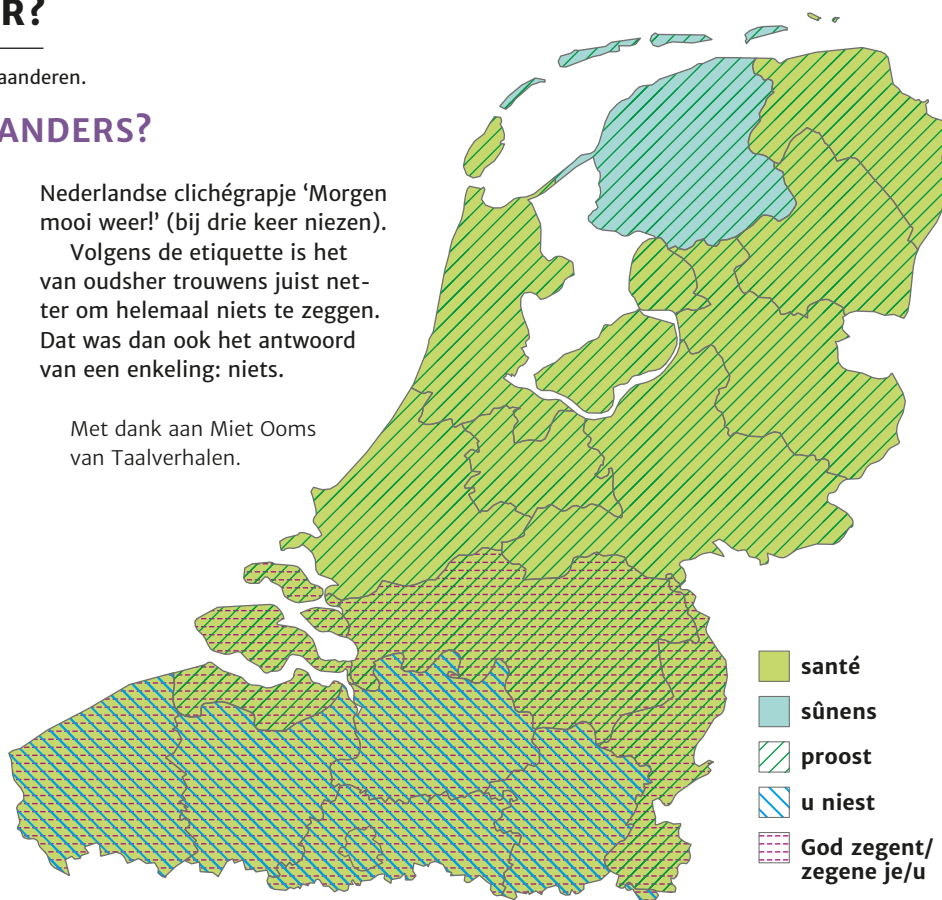 R?
aanderen.
ANDERS?
Nederlandse clichégrapje ‘Morgen
mooi weer!’ (bij drie keer niezen).
Volgens de etiquette is het
van oudsher trouwens juist net-
ter om helemaal niets te zeggen.
Dat was dan ook het antwoord
van een enkeling: niets.
Met dank aan Miet Ooms
van Taalverhalen.
santé
sûnens
proost
u niest
God zegent/
zegene je/u